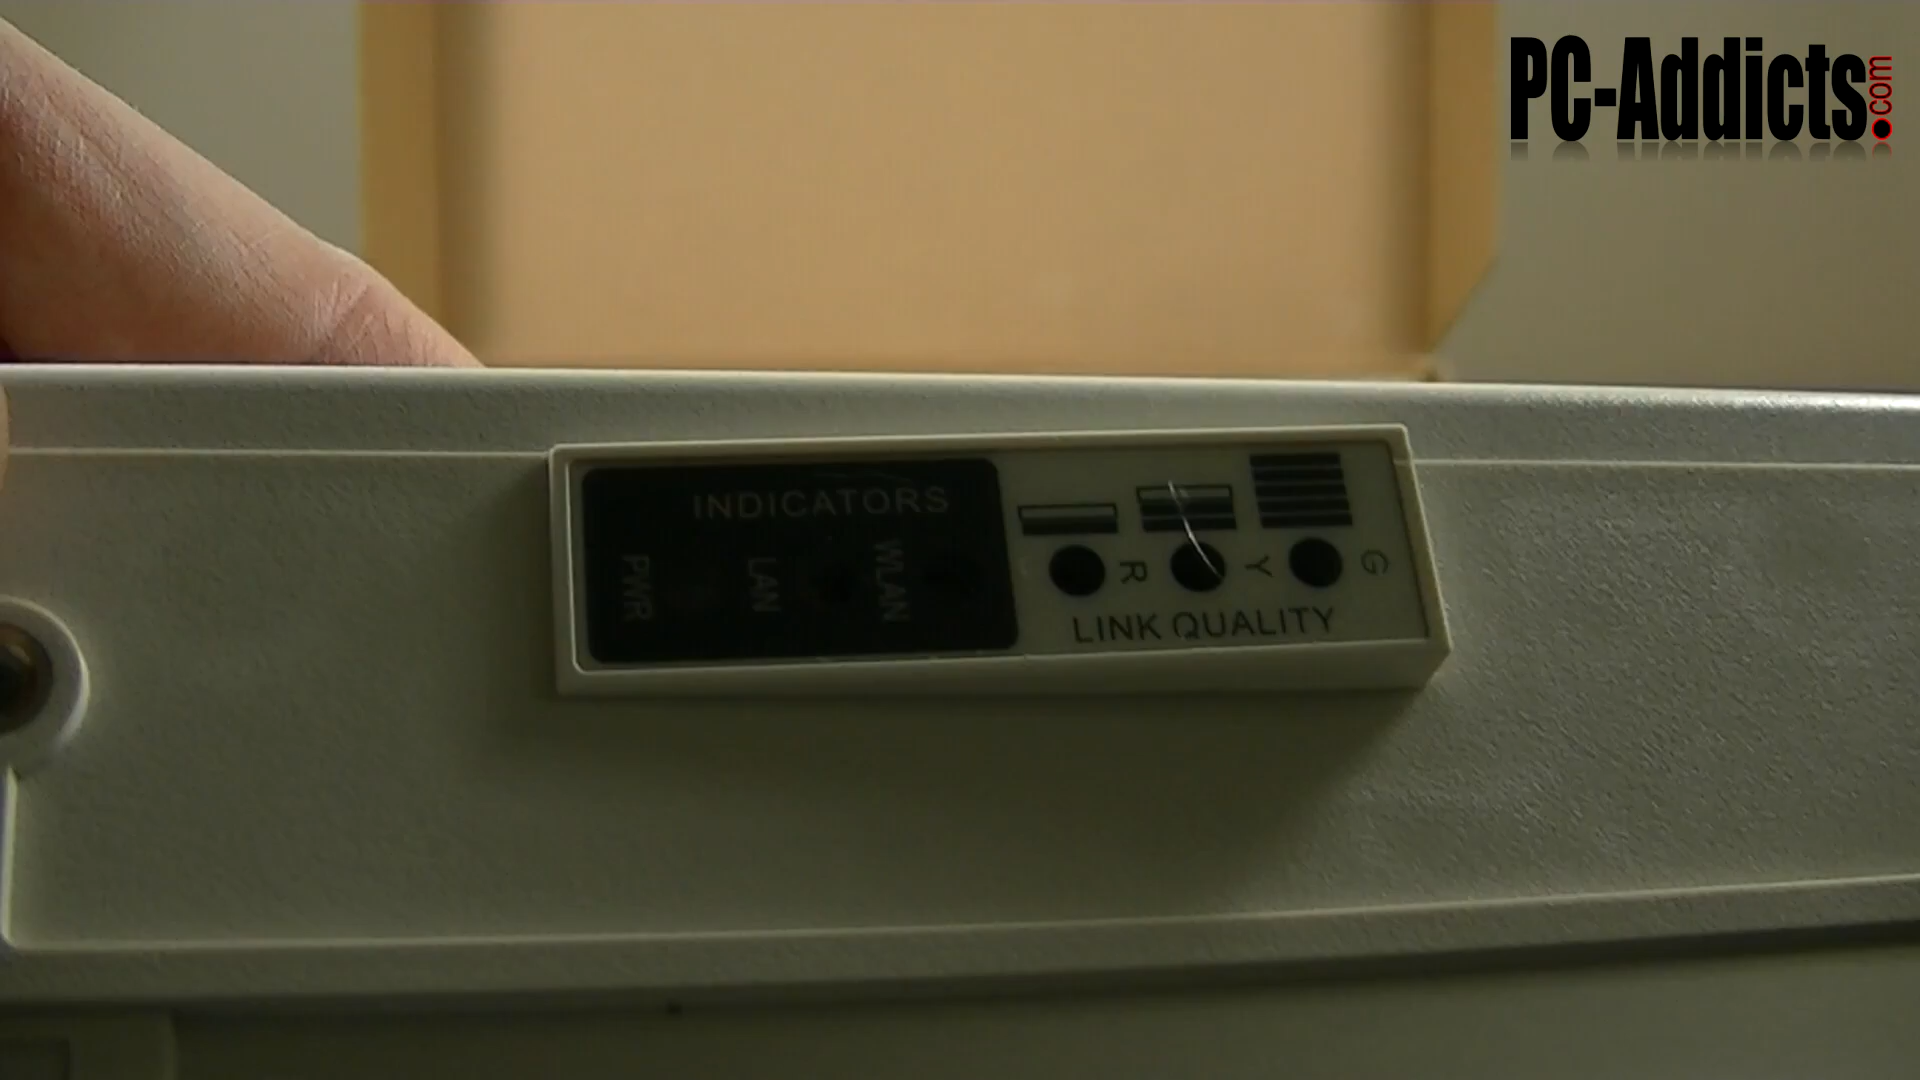 PC-Addicts.com
INDICATORS
PWR
LAN
WLAN
R
Y
G
LINK QUALITY